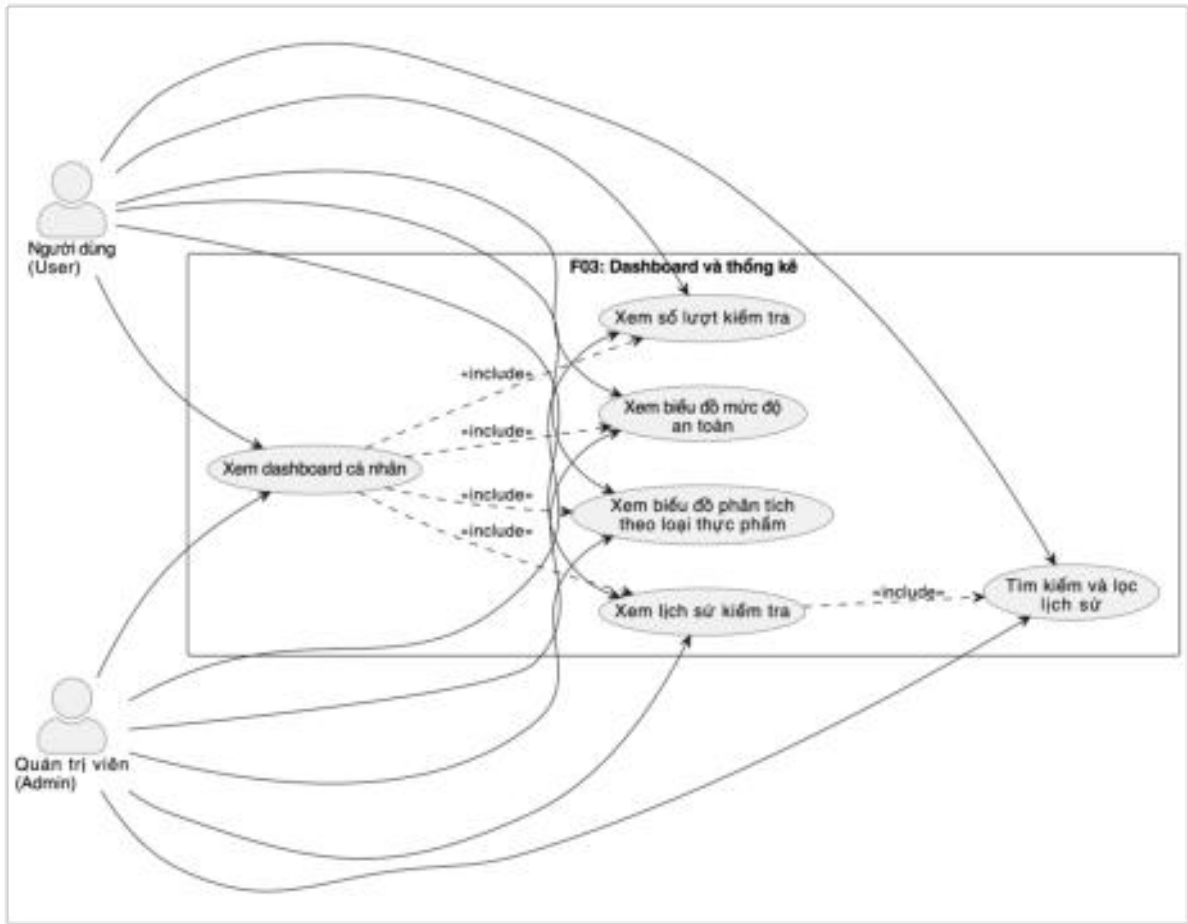 Người dùng
(User)
F03: Dashboard và thống kê
Xem số lượt kiểm tra
«include»
Xem biểu đồ mức độ
an toàn
«include»
Xem dashboard cá nhân
«include»
Xem biểu đồ phân tích
theo loại thực phẩm
«include»
Xem lịch sử kiểm tra
«include»
Tìm kiếm và lọc
lịch sử
Quản trị viên
(Admin)